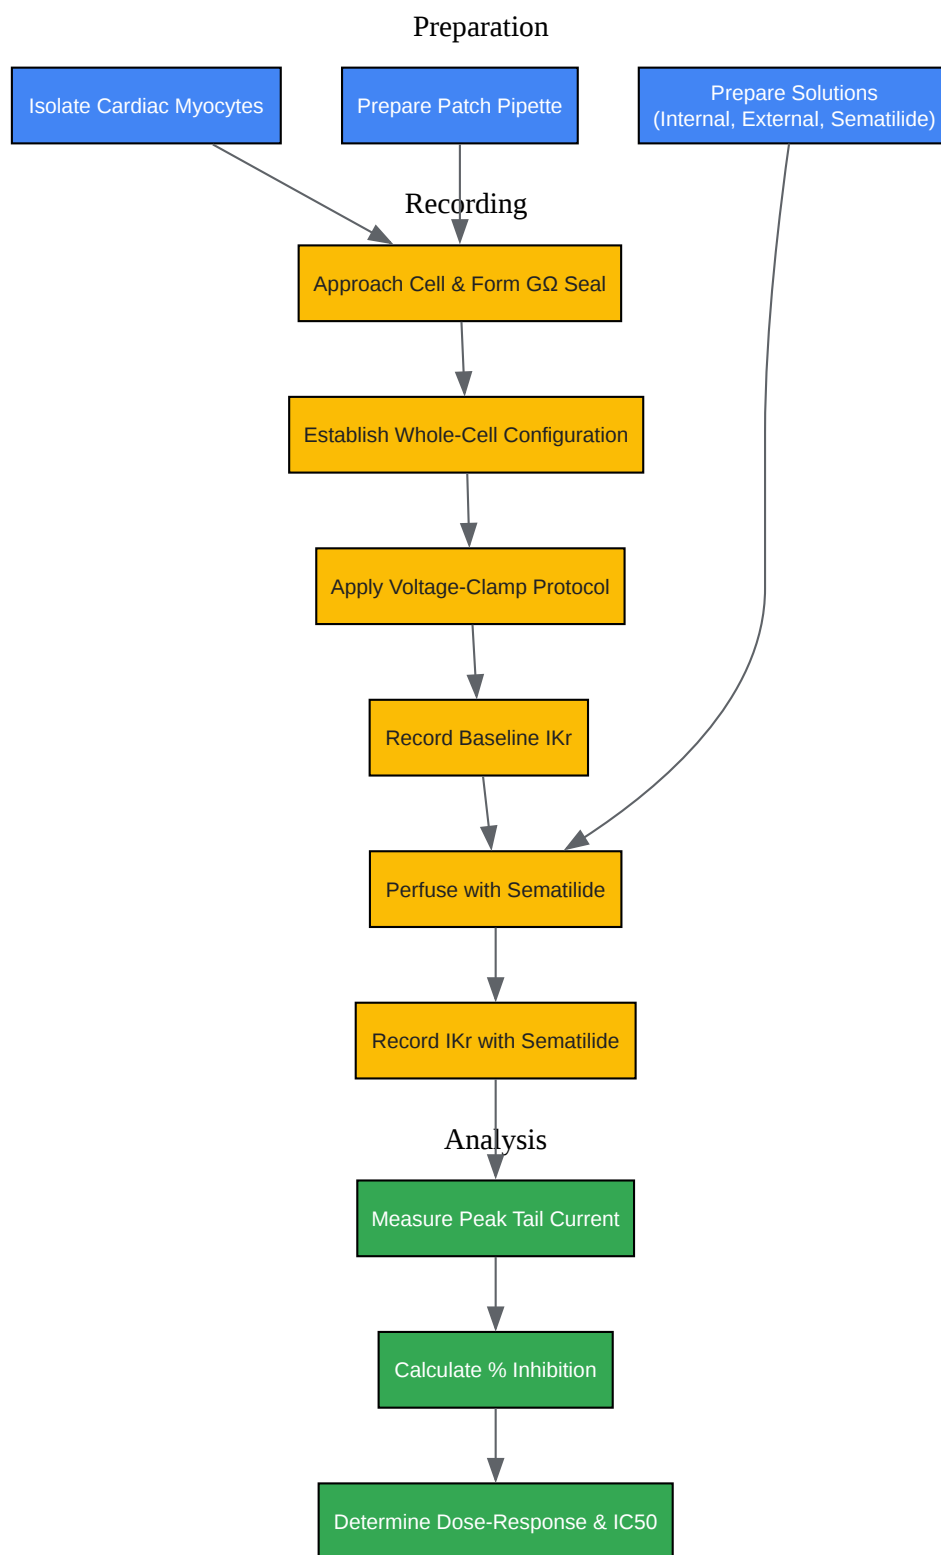 Preparation
Isolate Cardiac Myocytes
Prepare Patch Pipette
Prepare Solutions
(Internal, External, Sematilide)
Recording
Approach Cell & Form GΩ Seal
Establish Whole-Cell Configuration
Apply Voltage-Clamp Protocol
Record Baseline IKr
Perfuse with Sematilide
Record IKr with Sematilide
Analysis
Measure Peak Tail Current
Calculate % Inhibition
Determine Dose-Response & IC50